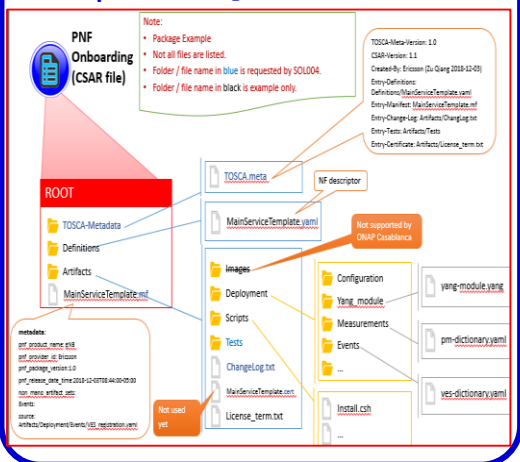 PNF
Onboarding
(CSAR file)
Note:
• Package Example
• Not all files are listed.
• Folder / file name in blue is requested by SOL004.
• Folder / file name in black is example only.
TOSCA-Meta-Version: 1.0
CSAR-Version: 1.1
Created-By: Ericsson (Zu Qiang 2018-12-03)
Entry-Definitions:
Definitions/MainServiceTemplate.yaml
Entry-Manifest: MainServiceTemplate.mf
Entry-Change-Log: Artifacts/ChangLog.txt
Entry-Tests: Artifacts/Tests
Entry-Certificate: Artifacts/License_term.txt
ROOT
TOSCA-Metadata
Definitions
Artifacts
MainServiceTemplate.mf
TOSCA.meta
NF descriptor
MainServiceTemplate.yaml
Not supported by
ONAP Casablanca
Images
Deployment
Scripts
Tests
ChangeLog.txt
MainServiceTemplate.cert
License_term.txt
Not used
yet
Configuration
Yang_module
Measurements
Events
...
Install.csh
...
yang-module.yang
pm-dictionary.yaml
ves-dictionary.yaml
metadata:
pnf_product_name: gNB
pnf_provider_id: Ericsson
pnf_package_version:1.0
pnf_release_date_time:2018-12-03T08:44:00-05:00
non_mano_artifact_sets:
Events:
source:
Artifacts/Deployment/Events/VES_registration.yaml